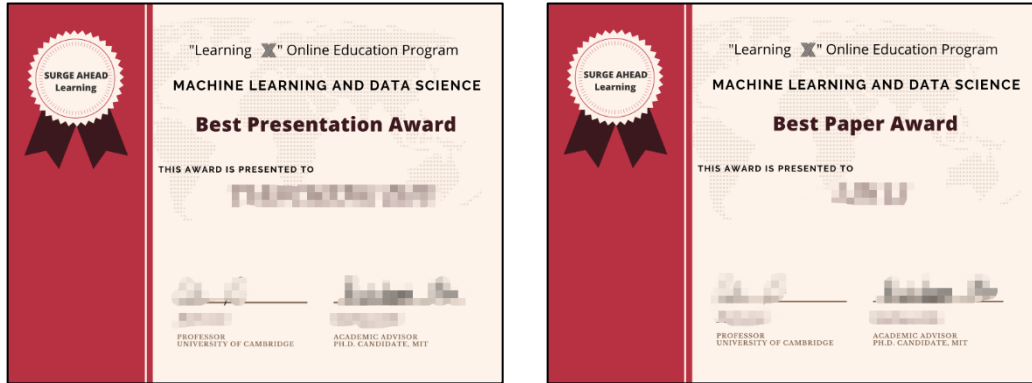 SURGE AHEAD
Learning
"Learning X" Online Education Program
MACHINE LEARNING AND DATA SCIENCE
Best Presentation Award
THIS AWARD IS PRESENTED TO
PROFESSOR
UNIVERSITY OF CAMBRIDGE
ACADEMIC ADVISOR
PH.D. CANDIDATE, MIT
SURGE AHEAD
Learning
"Learning X" Online Education Program
MACHINE LEARNING AND DATA SCIENCE
Best Paper Award
THIS AWARD IS PRESENTED TO
PROFESSOR
UNIVERSITY OF CAMBRIDGE
ACADEMIC ADVISOR
PH.D. CANDIDATE, MIT